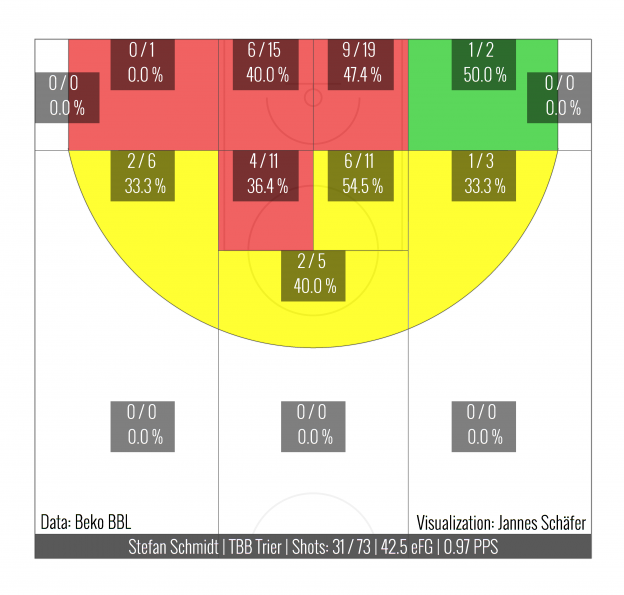 0 / 1
0.0 %
6 / 15
40.0 %
9 / 19
47.4 %
1 / 2
50.0 %
0 / 0
0.0 %
0 / 0
0.0 %
2 / 6
33.3 %
4 / 11
36.4 %
6 / 11
54.5 %
1 / 3
33.3 %
2 / 5
40.0 %
0 / 0
0.0 %
0 / 0
0.0 %
0 / 0
0.0 %
Data: Beko BBL
Visualization: Jannes Schäfer
Stefan Schmidt | TBB Trier | Shots: 31 / 73 | 42.5 eFG | 0.97 PPS